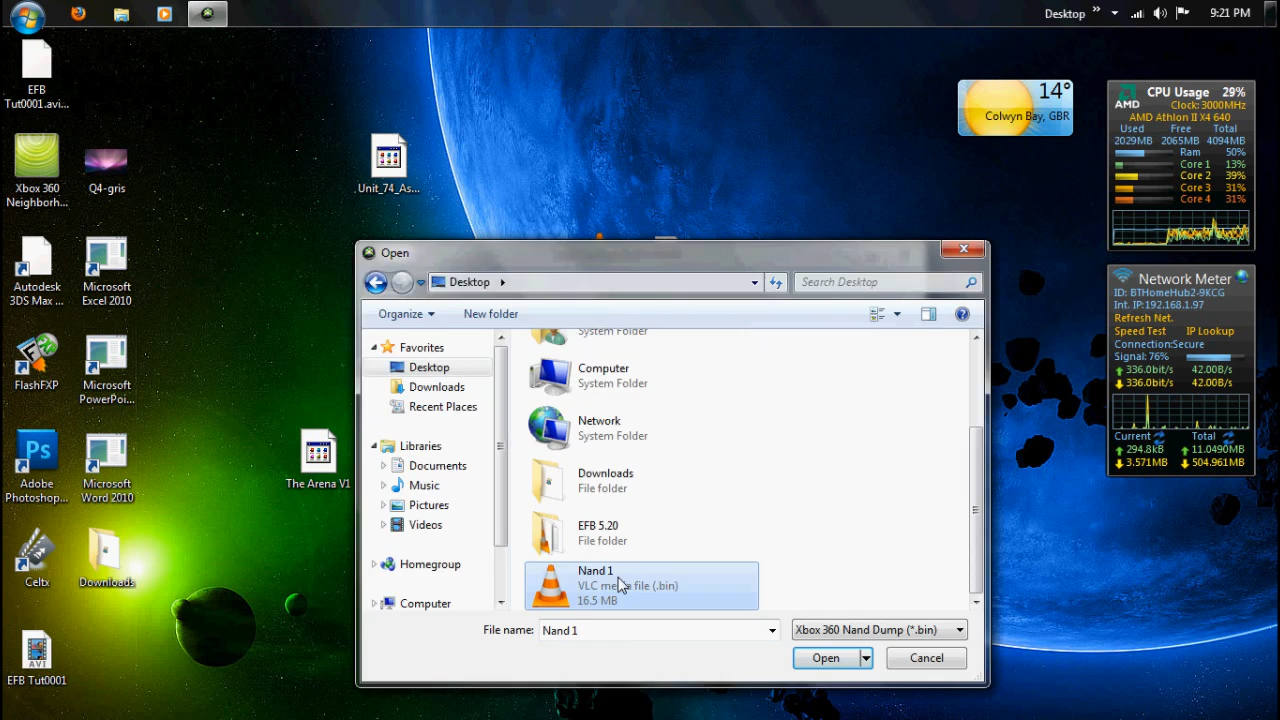 Desktop
9:21 PM
EFB
Tut0001.avi...
Xbox 360
Neighborh...
Q4-gris
Autodesk
3DS Max ...
Microsoft
Excel 2010
FlashFXP
Microsoft
PowerPoi...
Ps
Adobe
Photoshop...
Microsoft
Word 2010
Celtx
Downloads
AVI
EFB Tut0001
Unit_74_As...
The Arena V1
14°
Colwyn Bay, GBR
AMD
CPU Usage 29%
Clock: 3000MHz
AMD Athlon II X4 640
Used Free Total
2029MB 2065MB 4094MB
Ram 50%
Core 1 13%
Core 2 39%
Core 3 31%
Core 4 31%
Network Meter
ID: BTHomeHub2-9KCG
Int. IP:192.168.1.97
Refresh Net.
Speed Test IP Lookup
Connection:Secure
Signal: 76%
336.0bit/s 42.00B/s
336.0bit/s 42.00B/s
Current Total
294.8kB 11.0490MB
3.571MB 504.961MB
Open
Desktop
Search Desktop
Organize
New folder
Favorites
Desktop
Downloads
Recent Places
Libraries
Documents
Music
Pictures
Videos
Homegroup
Computer
System Folder
Computer
System Folder
Network
System Folder
Downloads
File folder
EFB 5.20
File folder
Nand 1
VLC media file (.bin)
16.5 MB
File name:
Nand 1
Xbox 360 Nand Dump (*.bin)
Open
Cancel